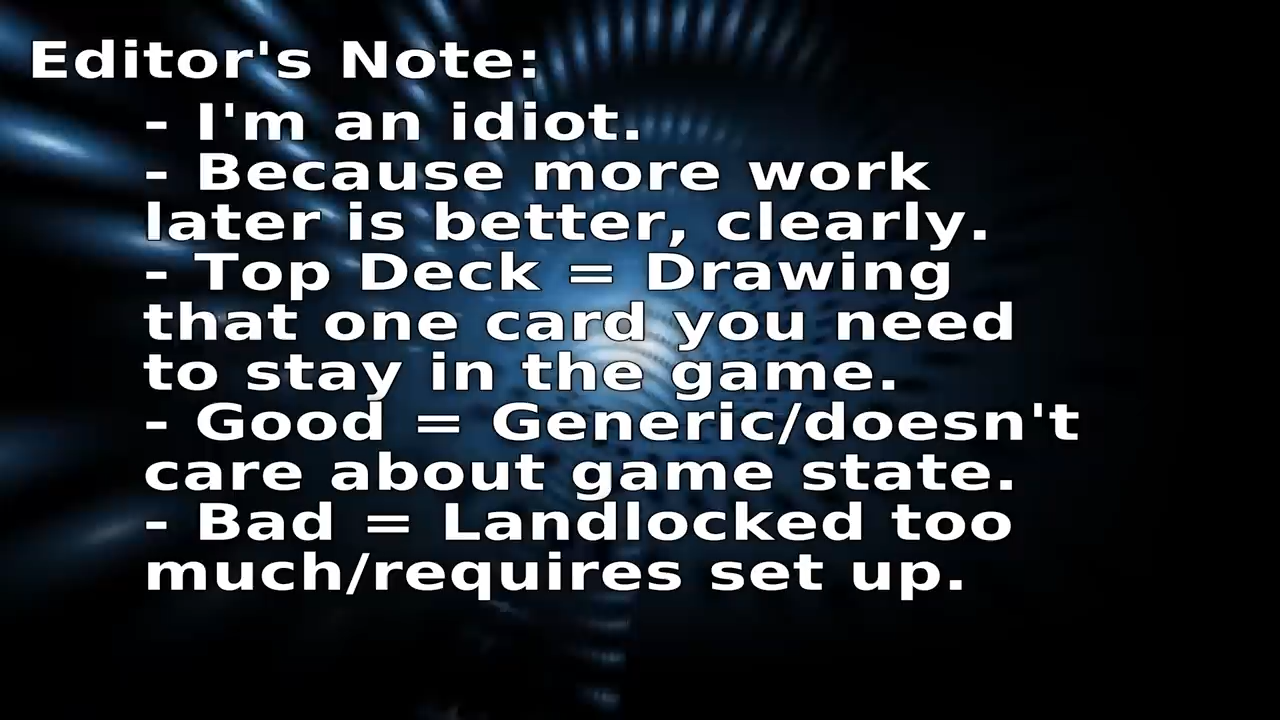 Editor's Note:
- I'm an idiot.
- Because more work
later is better, clearly.
- Top Deck = Drawing
that one card you need
to stay in the game.
- Good = Generic/doesn't
care about game state.
- Bad = Landlocked too
much/requires set up.